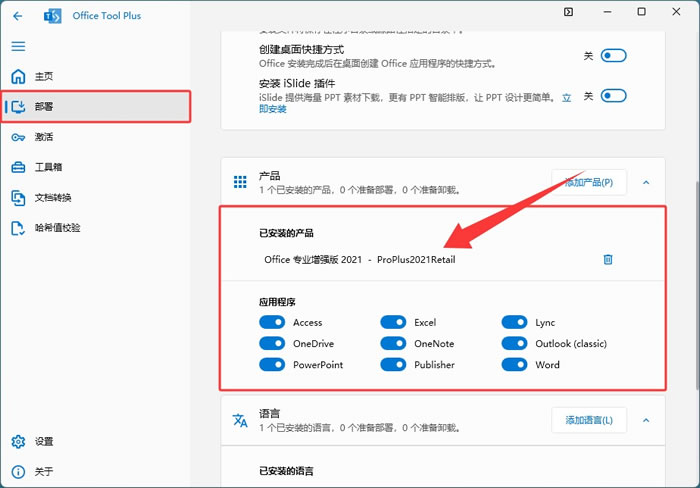 Office Tool Plus
主页
部署
激活
工具箱
文档转换
哈希值校验
设置
关于
创建桌面快捷方式
Office 安装完成后在桌面创建 Office 应用程序的快捷方式。
关
安装 iSlide 插件
iSlide 提供海量 PPT 素材下载，更有 PPT 智能排版，让 PPT 设计更简单。 立
即安装
关
产品
1 个已安装的产品，0 个准备部署，0 个准备卸载。
添加产品(P)
已安装的产品
Office 专业增强版 2021 - ProPlus2021Retail
应用程序
Access Excel Lync
OneDrive OneNote Outlook (classic)
PowerPoint Publisher Word
语言
1 个已安装的语言，0 个准备部署，0 个准备卸载。
添加语言(L)
已安装的语言